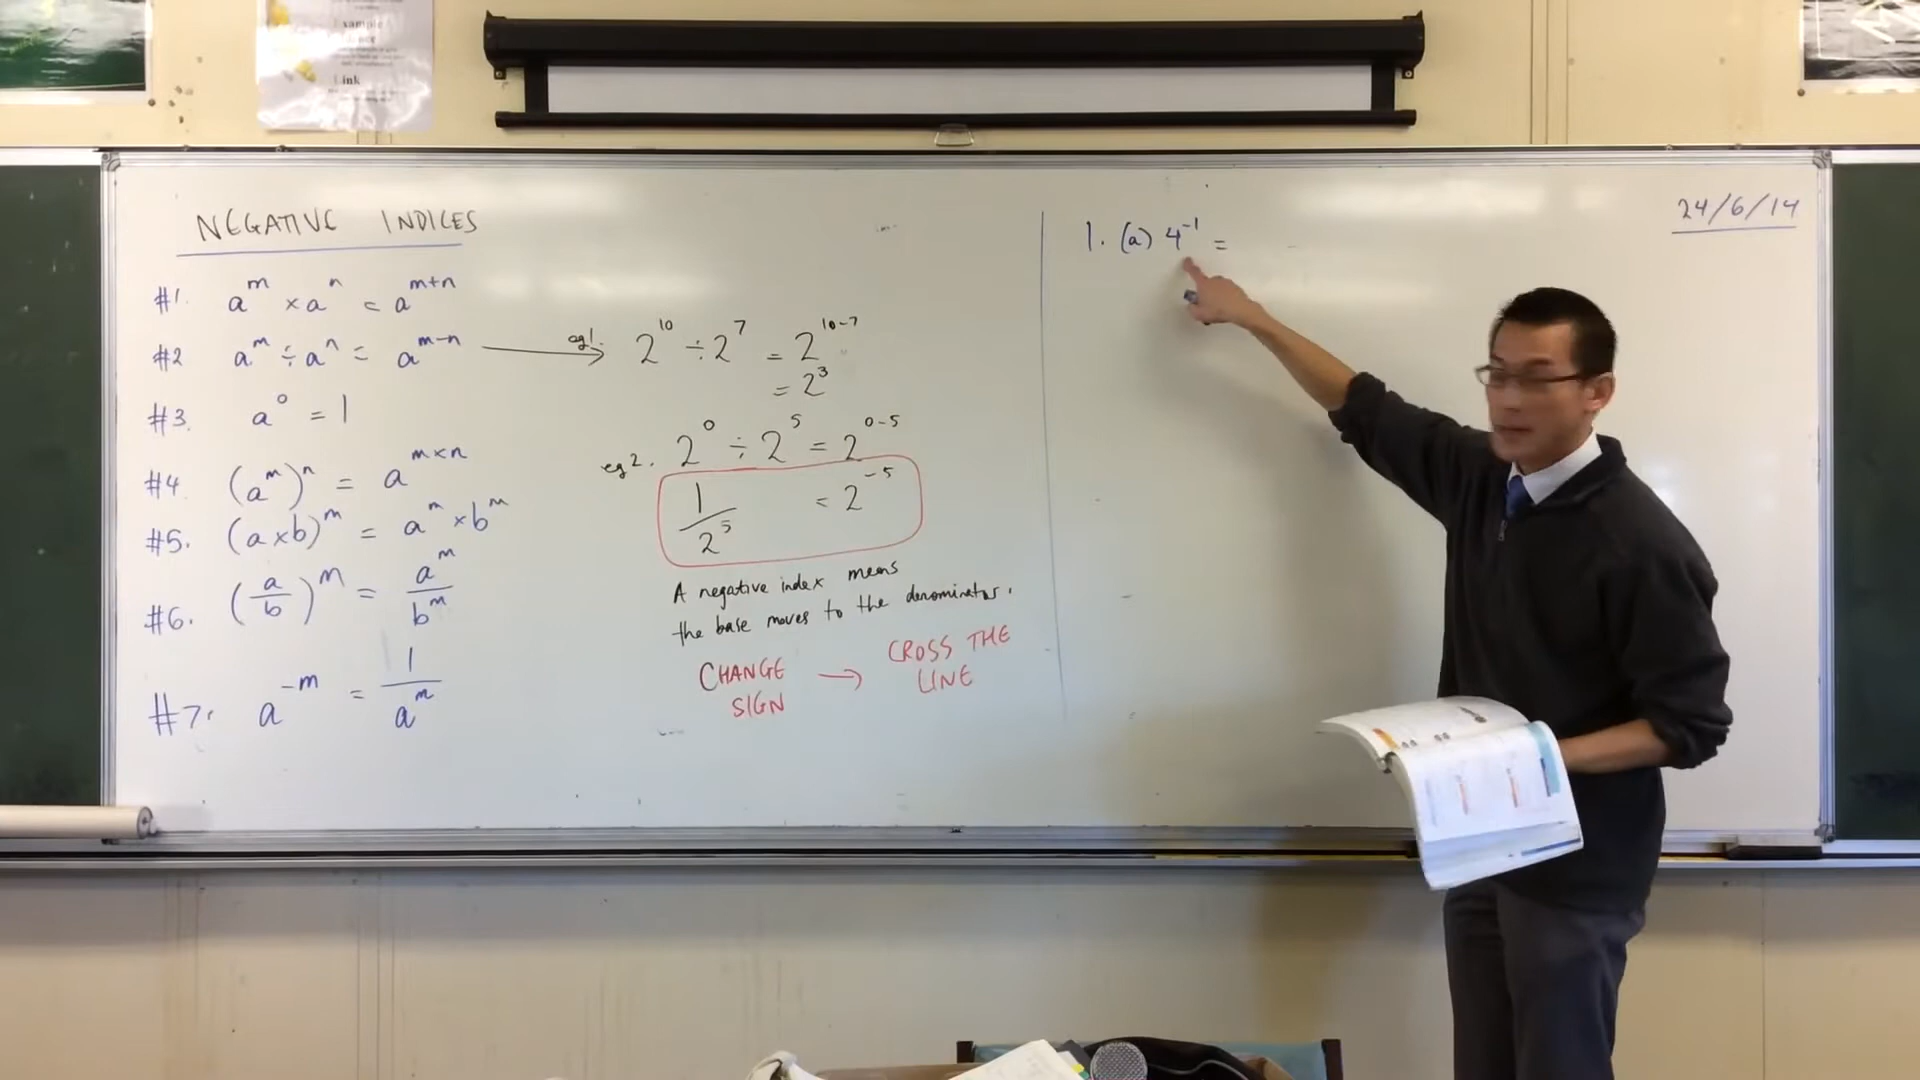 sample
ink
NEGATIVE INDICES
#1. a^m × a^n = a^(m+n)
#2 a^m ÷ a^n = a^(m-n)
#3. a^0 = 1
#4. (a^m)^n = a^(m×n)
#5. (a×b)^m = a^m × b^m
#6. (a/b)^m = a^m/b^m
#7. a^-m = 1/a^m
eg1. 2^10 ÷ 2^7 = 2^(10-7)
= 2^3
eg2. 2^0 ÷ 2^5 = 2^(0-5)
1/2^5 = 2^-5
A negative index means
the base moves to the denominator.
CHANGE SIGN → CROSS THE LINE
1. (a) 4^-1 =
24/6/14